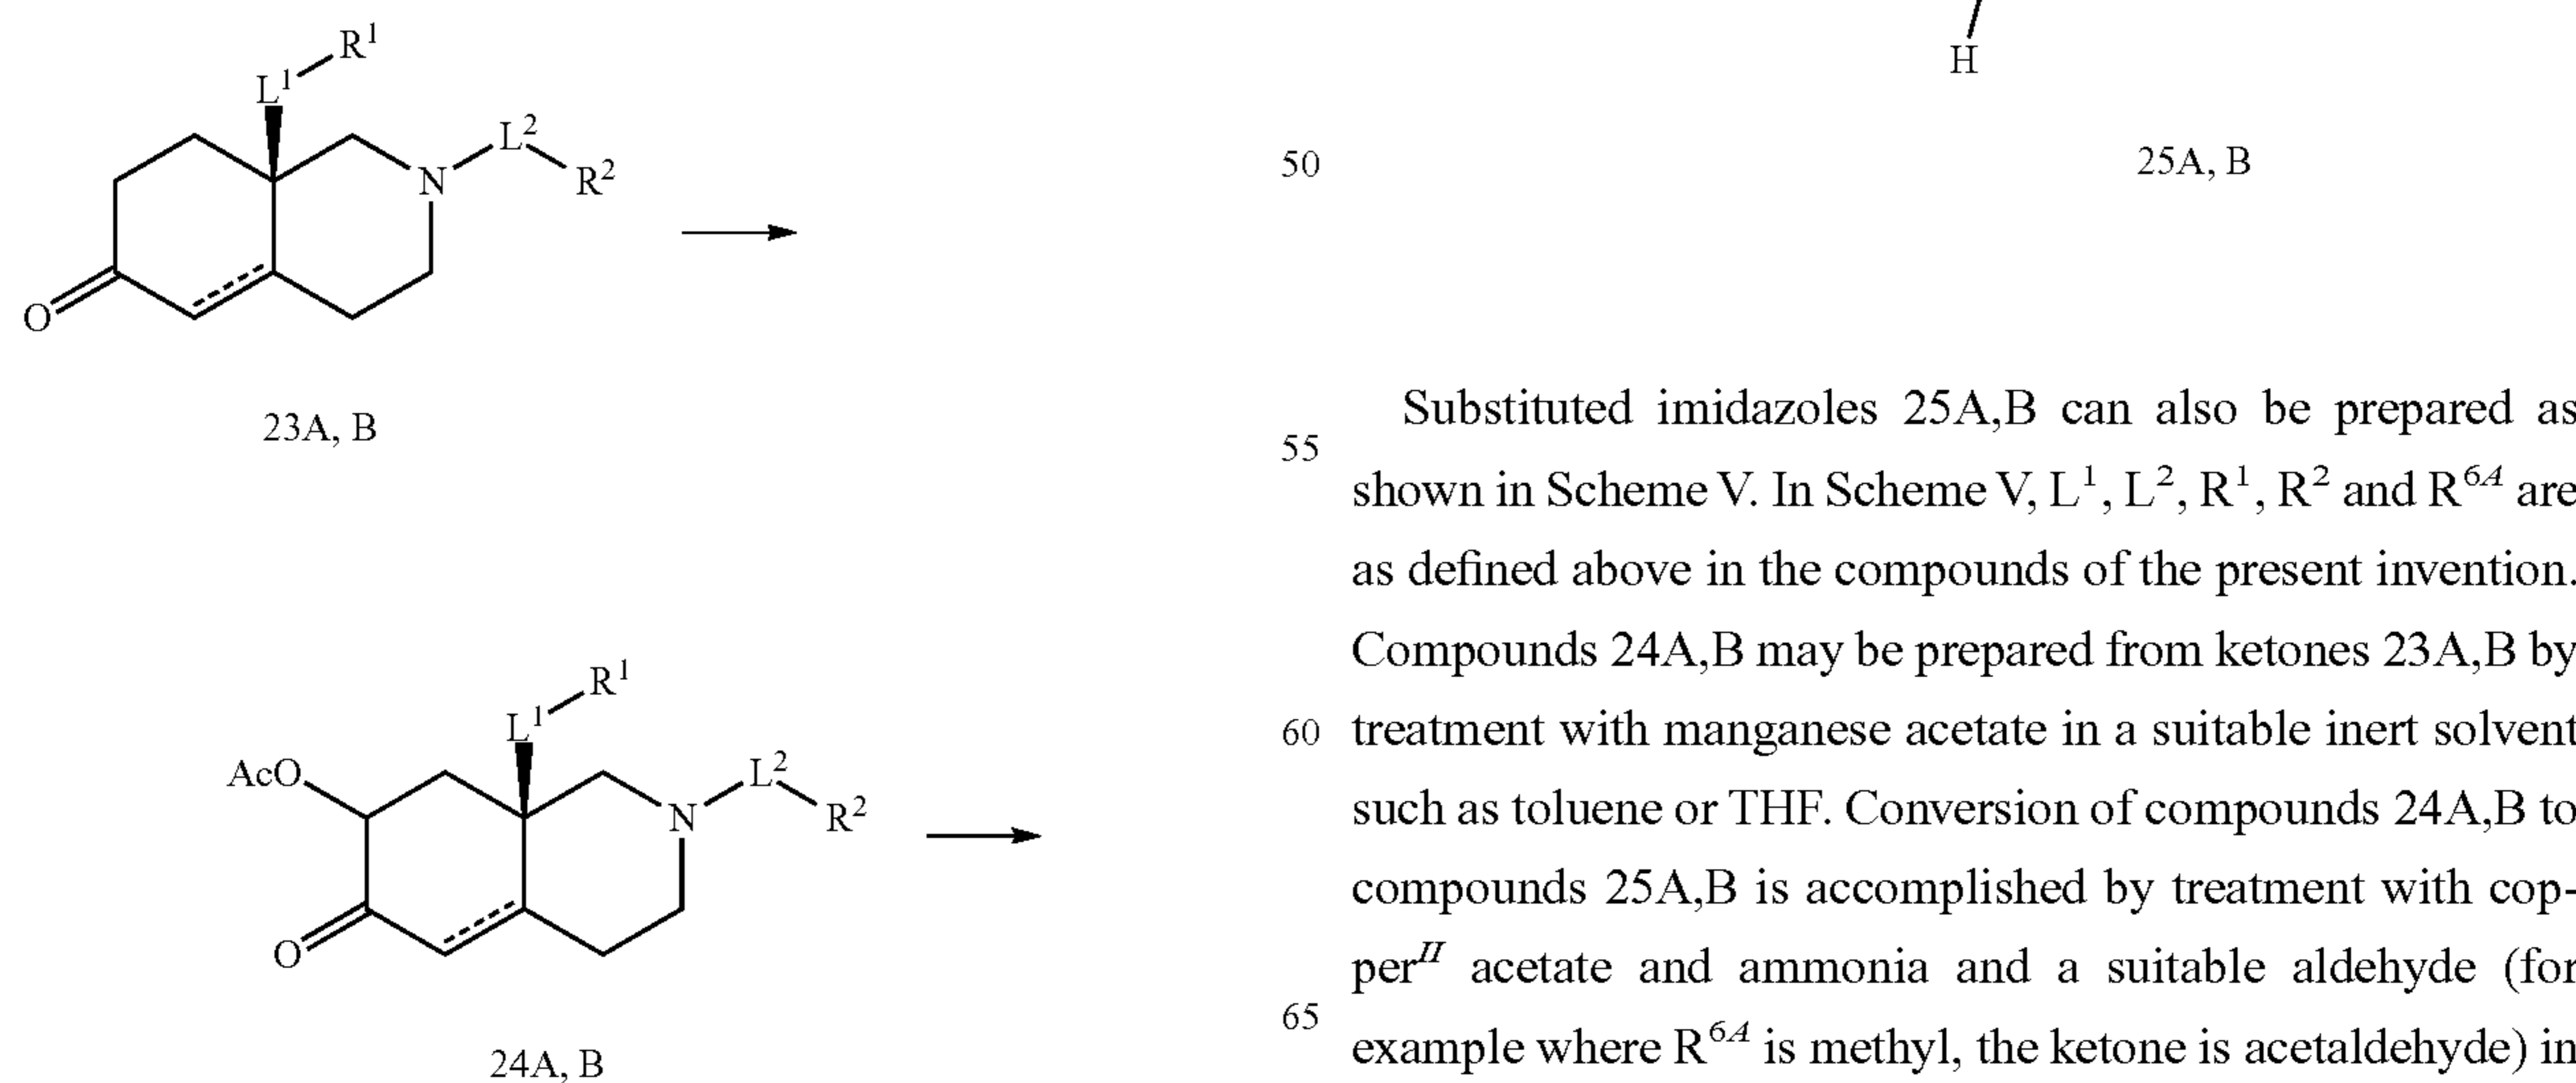 L¹
R¹
L²
R²
N
O
23A, B
AcO
L¹
R¹
L²
R²
N
O
24A, B
H
25A, B
50
55
60
65
Substituted imidazoles 25A,B can also be prepared as
shown in Scheme V. In Scheme V, L¹, L², R¹, R² and R⁶ᴬ are
as defined above in the compounds of the present invention.
Compounds 24A,B may be prepared from ketones 23A,B by
treatment with manganese acetate in a suitable inert solvent
such as toluene or THF. Conversion of compounds 24A,B to
compounds 25A,B is accomplished by treatment with cop-
perᴵᴵ acetate and ammonia and a suitable aldehyde (for
example where R⁶ᴬ is methyl, the ketone is acetaldehyde) in